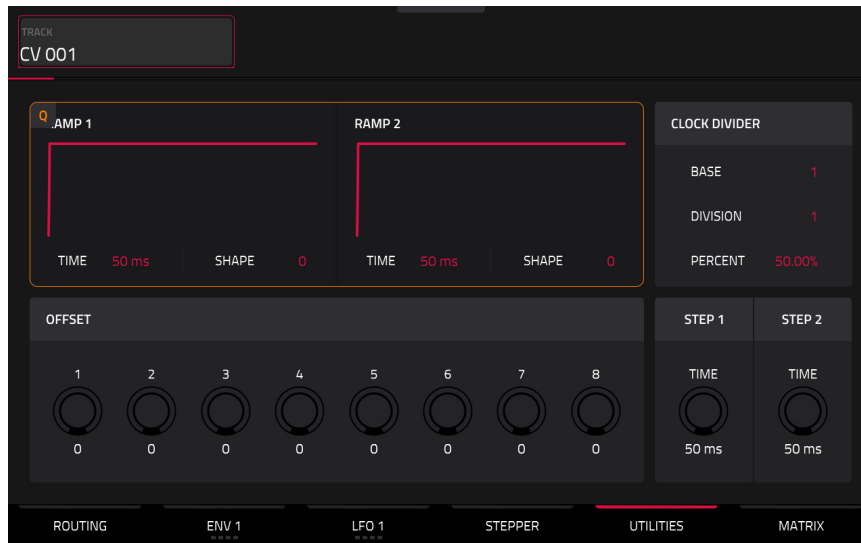 TRACK
CV 001
Q
AMP 1
RAMP 2
CLOCK DIVIDER
BASE 1
DIVISION 1
PERCENT 50.00%
TIME 50 ms SHAPE 0 TIME 50 ms SHAPE 0
OFFSET
STEP 1 STEP 2
1 2 3 4 5 6 7 8
TIME TIME
0 0 0 0 0 0 0 0
50 ms 50 ms
ROUTING ENV 1 LFO 1 STEPPER UTILITIES MATRIX